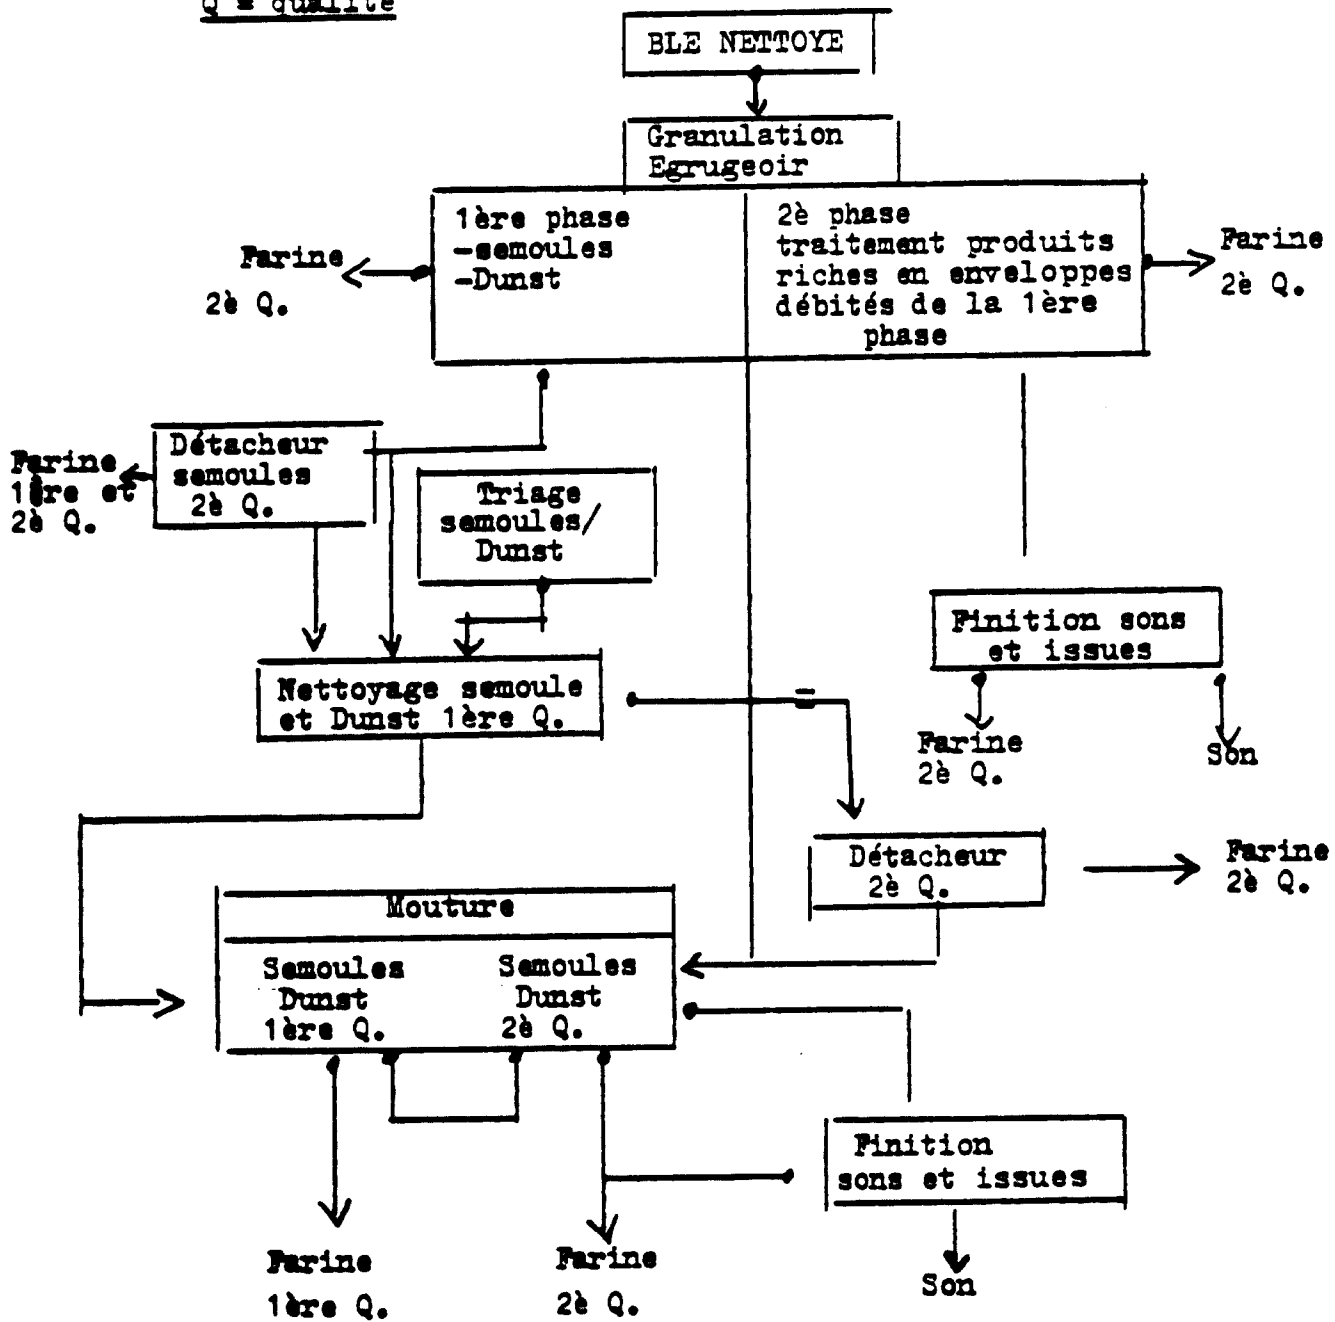 Q = qualité
BLE NETTOYE
Granulation
Egrugeoir
1ère phase
-semoules
-Dunst
2è phase
traitement produits
riches en enveloppes
débités de la 1ère
phase
Farine
2è Q.
Farine
2è Q.
Détacheur
semoules
2è Q.
Farine
1ère et
2è Q.
Triage
semoules/
Dunst
Finition sons
et issues
Nettoyage semoule
et Dunst 1ère Q.
Farine
2è Q.
Son
Détacheur
2è Q.
Farine
2è Q.
Mouture
Semoules
Dunst
1ère Q.
Semoules
Dunst
2è Q.
Finition
sons et issues
Farine
1ère Q.
Farine
2è Q.
Son